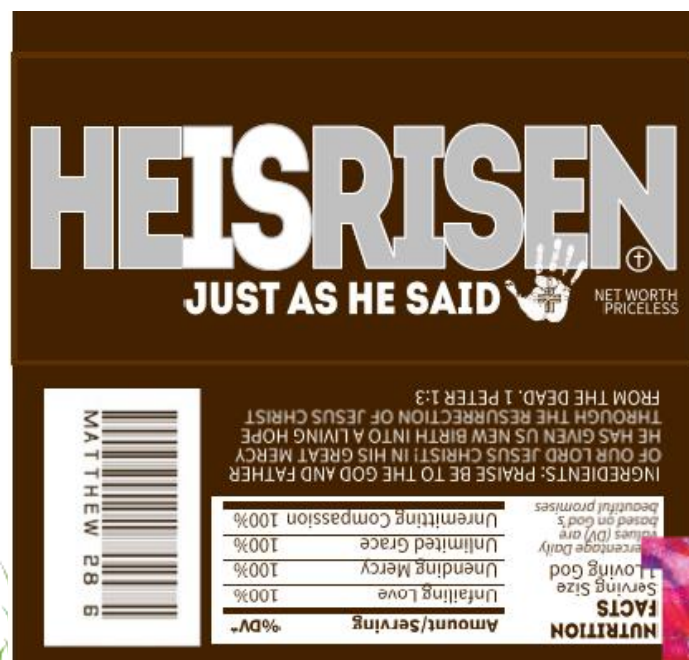 HEISRISEN
JUST AS HE SAID
NET WORTH
PRICELESS
MATTHEW 28 6
NUTRITION
FACTS
Serving Size
1 Loving God
Percentage Daily
values (DV) are
based on God's
beautiful promises
Amount/Serving %DV*
Unfailing Love 100%
Unending Mercy 100%
Unlimited Grace 100%
Unremitting Compassion 100%
INGREDIENTS: PRAISE BE TO THE GOD AND FATHER
OF OUR LORD JESUS CHRIST! IN HIS GREAT MERCY
HE HAS GIVEN US NEW BIRTH INTO A LIVING HOPE
THROUGH THE RESURRECTION OF JESUS CHRIST
FROM THE DEAD. 1 PETER 1:3